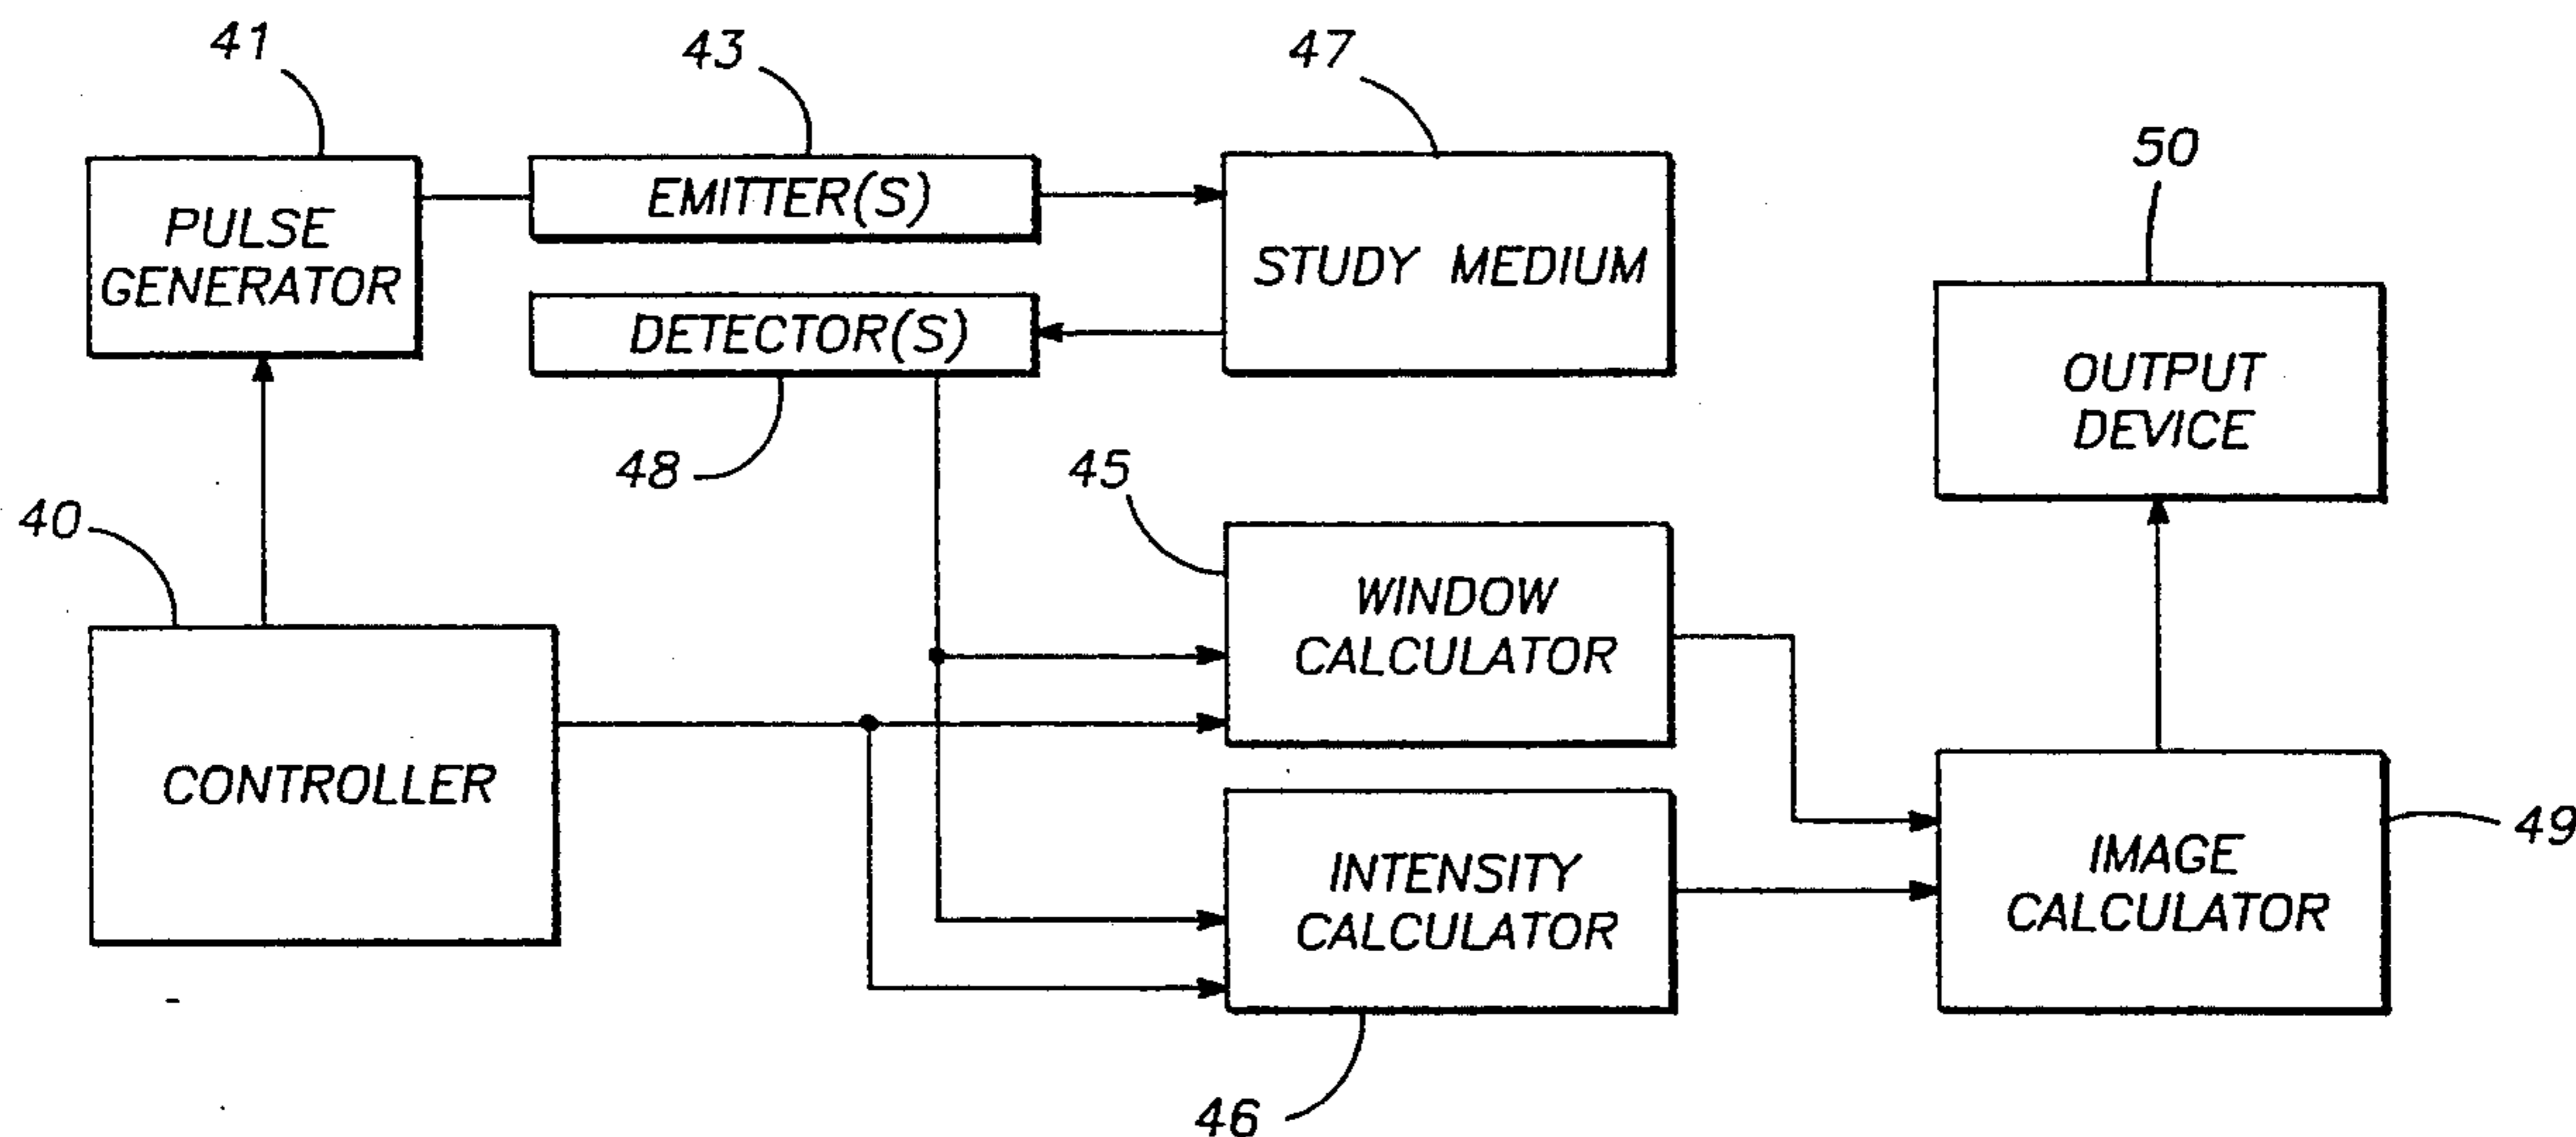 41
43
47
50
PULSE
GENERATOR
EMITTER(S)
STUDY MEDIUM
DETECTOR(S)
OUTPUT
DEVICE
48
45
40
WINDOW
CALCULATOR
CONTROLLER
INTENSITY
CALCULATOR
IMAGE
CALCULATOR
49
46